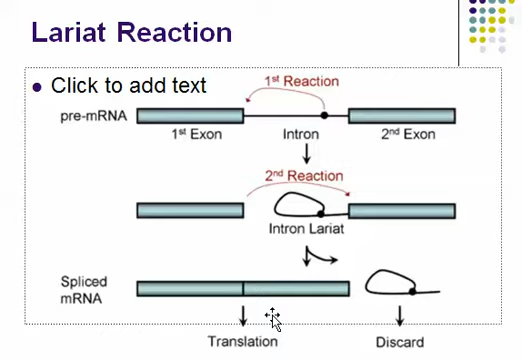 Lariat Reaction
Click to add text
1st Reaction
pre-mRNA
1st Exon Intron 2nd Exon
2nd Reaction
Intron Lariat
Spliced
mRNA
Translation Discard